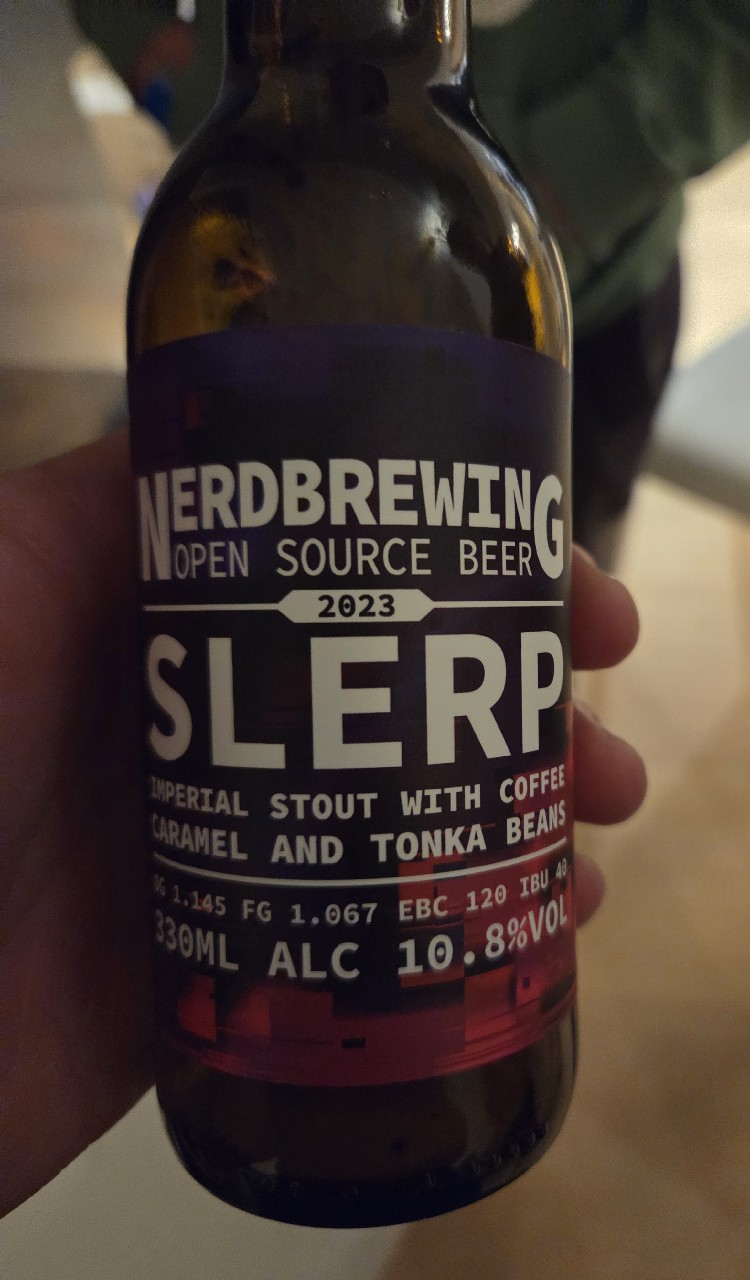 NERDBREWING
OPEN SOURCE BEER
2023
SLERP
IMPERIAL STOUT WITH COFFEE
CARAMEL AND TONKA BEANS
OG 1.145 FG 1.067 EBC 120 IBU 40
330ML ALC 10.8%VOL